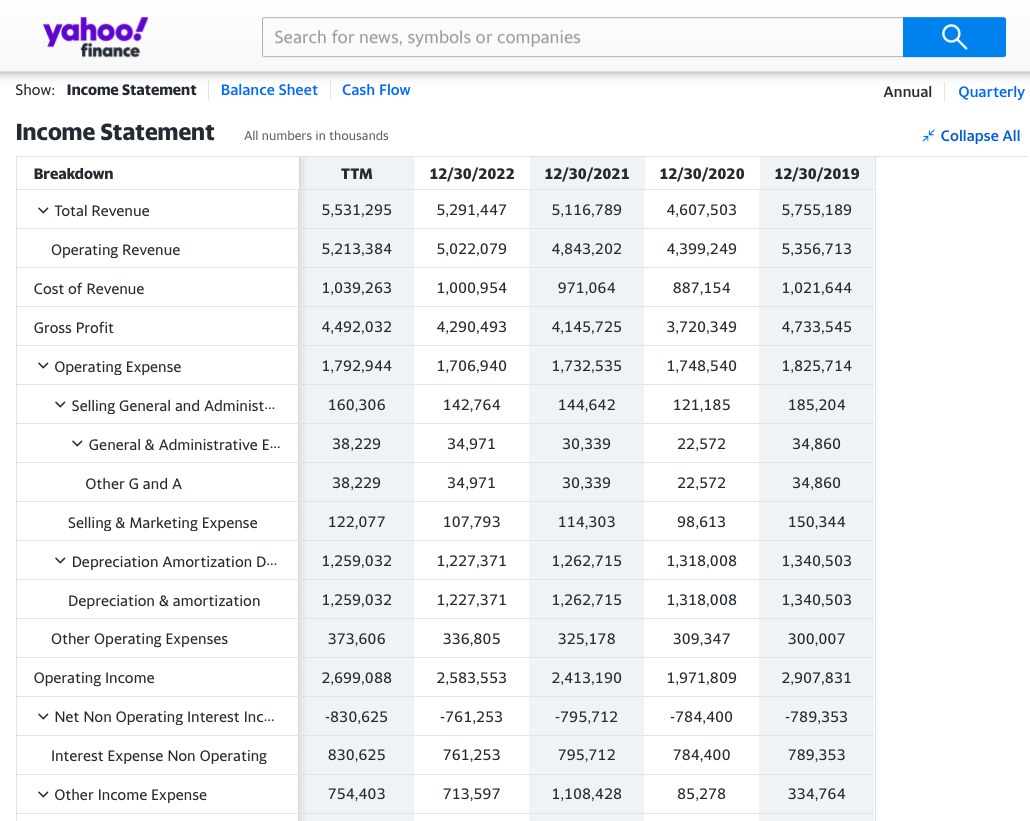 yahoo!
finance
Search for news, symbols or companies
Show: Income Statement Balance Sheet Cash Flow Annual Quarterly
Income Statement All numbers in thousands Collapse All
Breakdown TTM 12/30/2022 12/30/2021 12/30/2020 12/30/2019
Total Revenue 5,531,295 5,291,447 5,116,789 4,607,503 5,755,189
Operating Revenue 5,213,384 5,022,079 4,843,202 4,399,249 5,356,713
Cost of Revenue 1,039,263 1,000,954 971,064 887,154 1,021,644
Gross Profit 4,492,032 4,290,493 4,145,725 3,720,349 4,733,545
Operating Expense 1,792,944 1,706,940 1,732,535 1,748,540 1,825,714
Selling General and Administ... 160,306 142,764 144,642 121,185 185,204
General & Administrative E... 38,229 34,971 30,339 22,572 34,860
Other G and A 38,229 34,971 30,339 22,572 34,860
Selling & Marketing Expense 122,077 107,793 114,303 98,613 150,344
Depreciation Amortization D... 1,259,032 1,227,371 1,262,715 1,318,008 1,340,503
Depreciation & amortization 1,259,032 1,227,371 1,262,715 1,318,008 1,340,503
Other Operating Expenses 373,606 336,805 325,178 309,347 300,007
Operating Income 2,699,088 2,583,553 2,413,190 1,971,809 2,907,831
Net Non Operating Interest Inc... -830,625 -761,253 -795,712 -784,400 -789,353
Interest Expense Non Operating 830,625 761,253 795,712 784,400 789,353
Other Income Expense 754,403 713,597 1,108,428 85,278 334,764